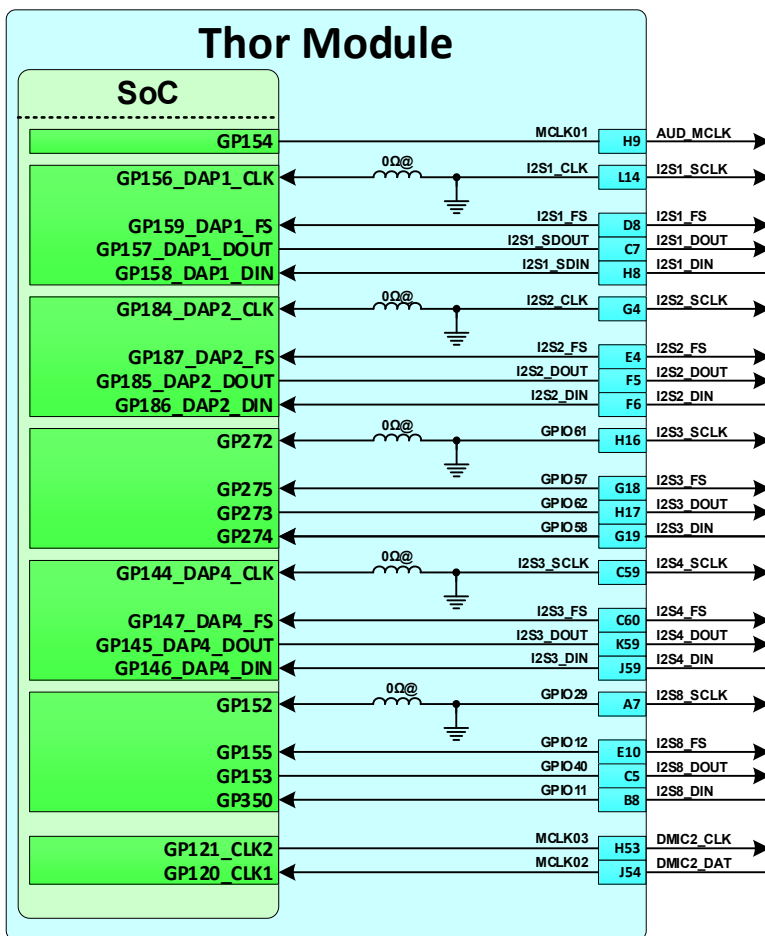 Thor Module
SoC
GP154 MCLK01 H9 AUD_MCLK
GP156_DAP1_CLK 0Ω@ I2S1_CLK L14 I2S1_SCLK
GP159_DAP1_FS I2S1_FS D8 I2S1_FS
GP157_DAP1_DOUT I2S1_SDOUT C7 I2S1_DOUT
GP158_DAP1_DIN I2S1_SDIN H8 I2S1_DIN
GP184_DAP2_CLK 0Ω@ I2S2_CLK G4 I2S2_SCLK
GP187_DAP2_FS I2S2_FS E4 I2S2_FS
GP185_DAP2_DOUT I2S2_DOUT F5 I2S2_DOUT
GP186_DAP2_DIN I2S2_DIN F6 I2S2_DIN
GP272 0Ω@ GPIO61 H16 I2S3_SCLK
GP275 GPIO57 G18 I2S3_FS
GP273 GPIO62 H17 I2S3_DOUT
GP274 GPIO58 G19 I2S3_DIN
GP144_DAP4_CLK 0Ω@ I2S3_SCLK C59 I2S4_SCLK
GP147_DAP4_FS I2S3_FS C60 I2S4_FS
GP145_DAP4_DOUT I2S3_DOUT K59 I2S4_DOUT
GP146_DAP4_DIN I2S3_DIN J59 I2S4_DIN
GP152 0Ω@ GPIO29 A7 I2S8_SCLK
GP155 GPIO12 E10 I2S8_FS
GP153 GPIO40 C5 I2S8_DOUT
GP350 GPIO11 B8 I2S8_DIN
GP121_CLK2 MCLK03 H53 DMIC2_CLK
GP120_CLK1 MCLK02 J54 DMIC2_DAT